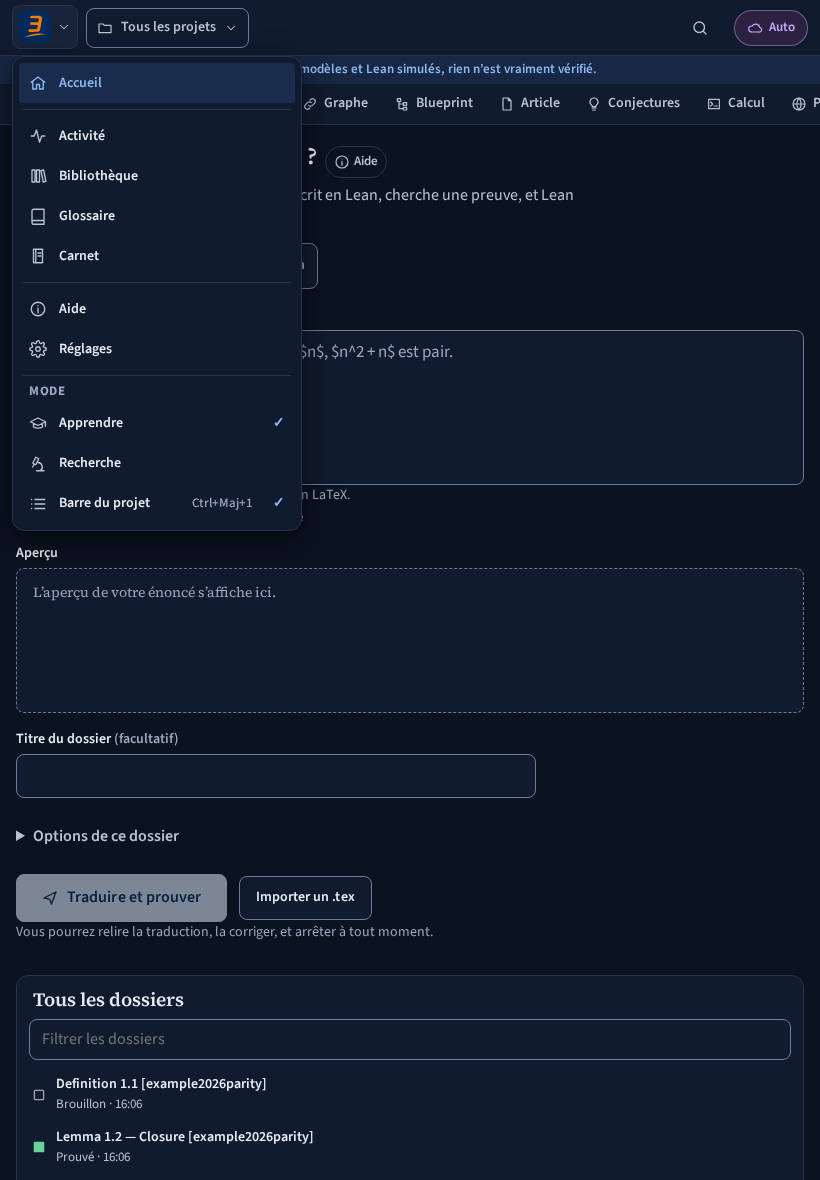 Tous les projets
Auto
modèles et Lean simulés, rien n’est vraiment vérifié.
Accueil
Graphe
Blueprint
Article
Conjectures
Calcul
P
Activité
? Aide
Bibliothèque
crit en Lean, cherche une preuve, et Lean
Glossaire
Carnet
Aide
Réglages
$n$, $n^2 + n$ est pair.
MODE
Apprendre ✓
Recherche
Barre du projet Ctrl+Maj+1 ✓
n LaTeX.
Aperçu
L’aperçu de votre énoncé s’affiche ici.
Titre du dossier (facultatif)
Options de ce dossier
Traduire et prouver
Importer un .tex
Vous pourrez relire la traduction, la corriger, et arrêter à tout moment.
Tous les dossiers
Filtrer les dossiers
Definition 1.1 [example2026parity]
Brouillon · 16:06
Lemma 1.2 — Closure [example2026parity]
Prouvé · 16:06